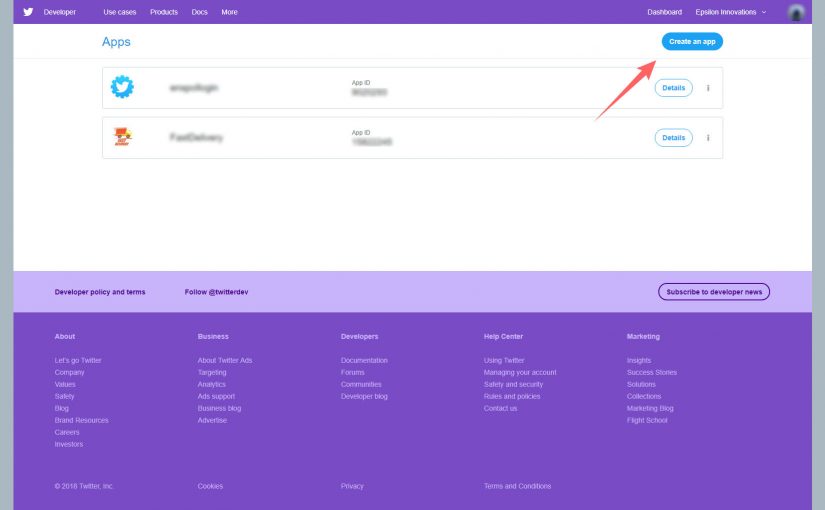 Developer Use cases Products Docs More Dashboard Epsilon Innovations
Apps Create an app
App ID
Details
App ID
Details
Developer policy and terms Follow @twitterdev Subscribe to developer news
About Business Developers Help Center Marketing
Let's go Twitter About Twitter Ads Documentation Using Twitter Insights
Company Targeting Forums Managing your account Success Stories
Values Analytics Communities Safety and security Solutions
Safety Ads support Developer blog Rules and policies Collections
Blog Business blog Contact us Marketing Blog
Brand Resources Advertise Flight School
Careers
Investors
© 2018 Twitter, Inc. Cookies Privacy Terms and Conditions